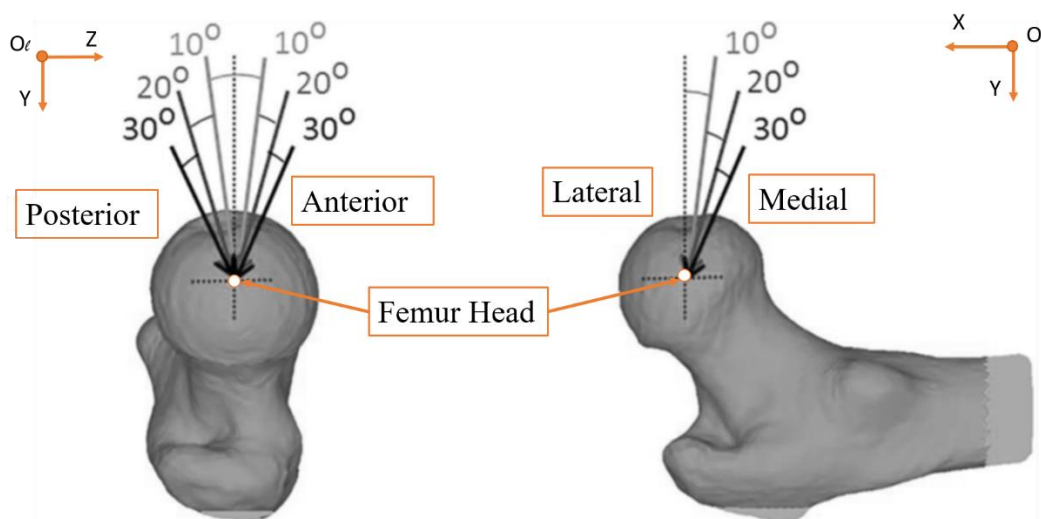 Oℓ
Z
Y
10°
10°
20°
20°
30°
30°
Posterior
Anterior
X
O
Y
10°
20°
30°
Lateral
Medial
Femur Head